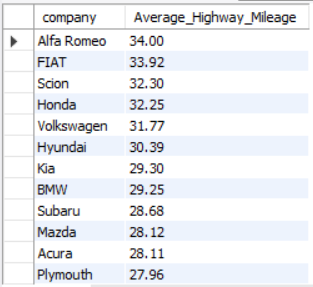 company Average_Highway_Mileage
Alfa Romeo 34.00
FIAT 33.92
Scion 32.30
Honda 32.25
Volkswagen 31.77
Hyundai 30.39
Kia 29.30
BMW 29.25
Subaru 28.68
Mazda 28.12
Acura 28.11
Plymouth 27.96